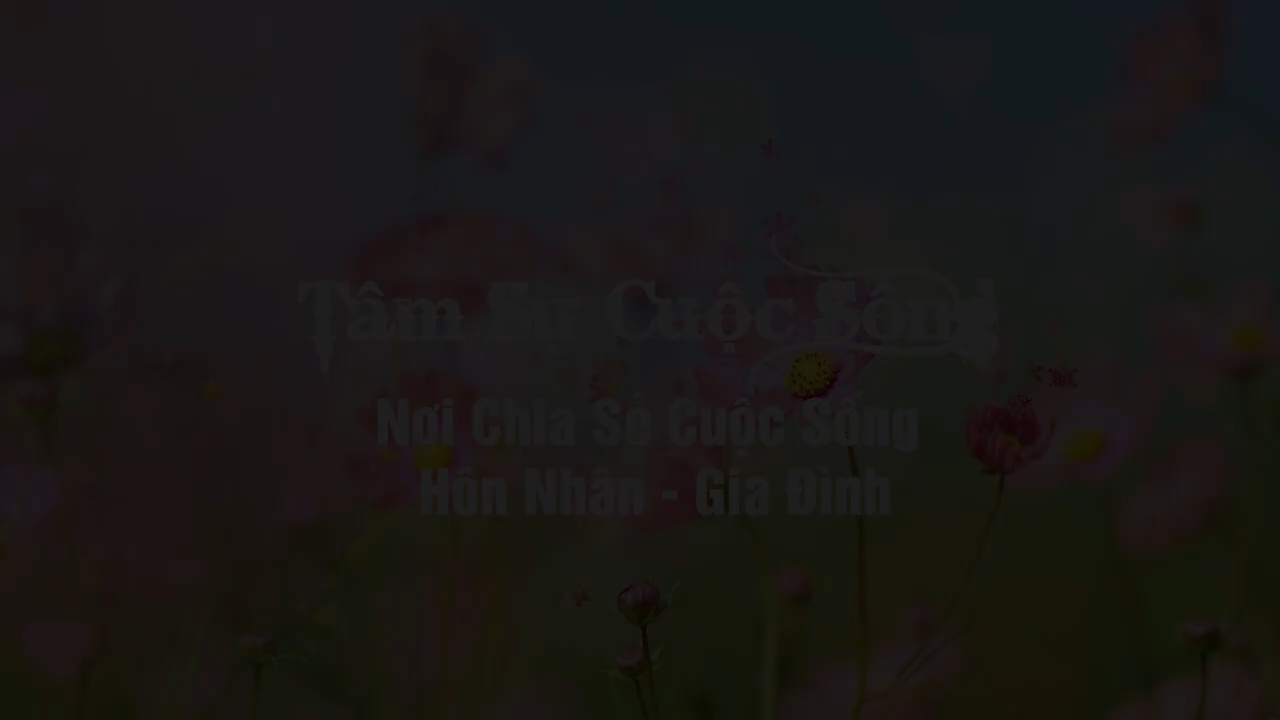 Tâm Sự Cuộc Sống
Nơi Chia Sẻ Cuộc Sống
Hôn Nhân - Gia Đình